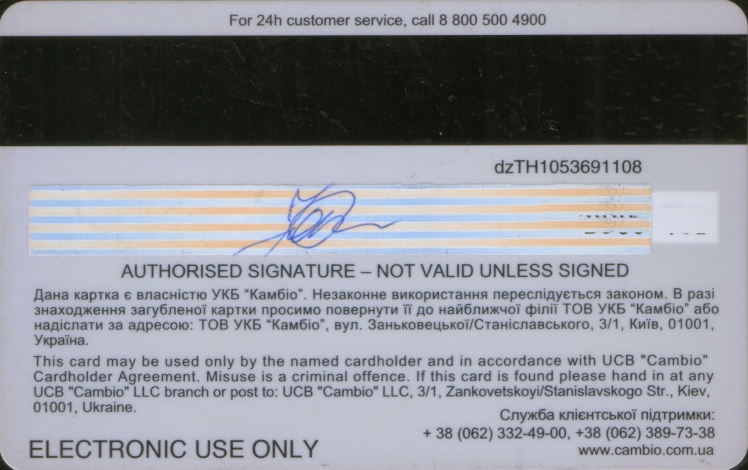 For 24h customer service, call 8 800 500 4900
dzTH1053691108
AUTHORISED SIGNATURE – NOT VALID UNLESS SIGNED
Дана картка є власністю УКБ “Камбіо”. Незаконне використання переслідується законом. В разі
знаходження загубленої картки просимо повернути її до найближчої філії ТОВ УКБ “Камбіо” або
надіслати за адресою: ТОВ УКБ “Камбіо”, вул. Заньковецької/Станіславського, 3/1, Київ, 01001,
Україна.
This card may be used only by the named cardholder and in accordance with UCB "Cambio"
Cardholder Agreement. Misuse is a criminal offence. If this card is found please hand in at any
UCB "Cambio" LLC branch or post to: UCB "Cambio" LLC, 3/1, Zankovetskoyi/Stanislavskogo Str., Kiev,
01001, Ukraine.
Служба клієнтської підтримки:
+ 38 (062) 332-49-00, +38 (062) 389-73-38
ELECTRONIC USE ONLY
www.cambio.com.ua